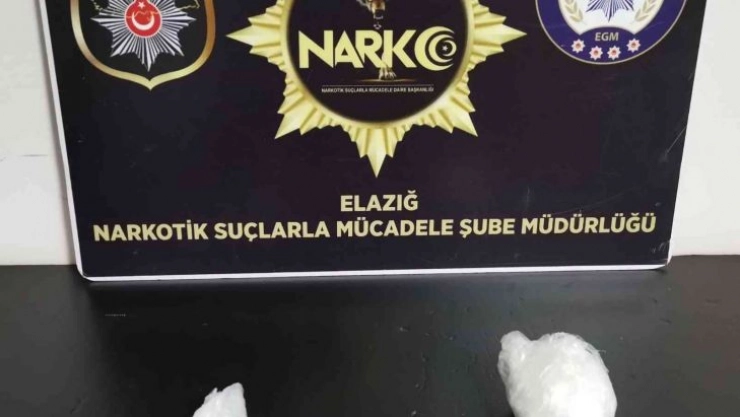 NARKO
NARKOTİK SUÇLARLA MÜCADELE DAİRE BAŞKANLIĞI
EGM
ELAZIĞ
NARKOTİK SUÇLARLA MÜCADELE ŞUBE MÜDÜRLÜĞÜ